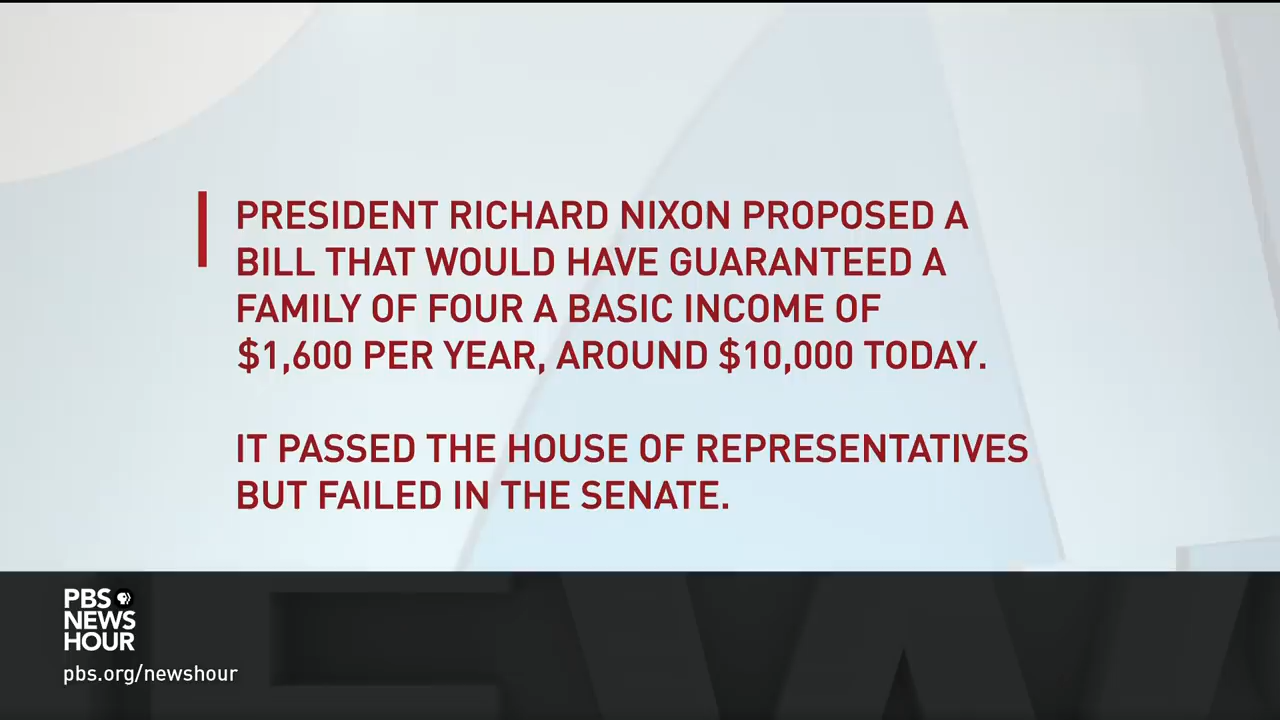 PRESIDENT RICHARD NIXON PROPOSED A
BILL THAT WOULD HAVE GUARANTEED A
FAMILY OF FOUR A BASIC INCOME OF
$1,600 PER YEAR, AROUND $10,000 TODAY.
IT PASSED THE HOUSE OF REPRESENTATIVES
BUT FAILED IN THE SENATE.
PBS
NEWS
HOUR
pbs.org/newshour